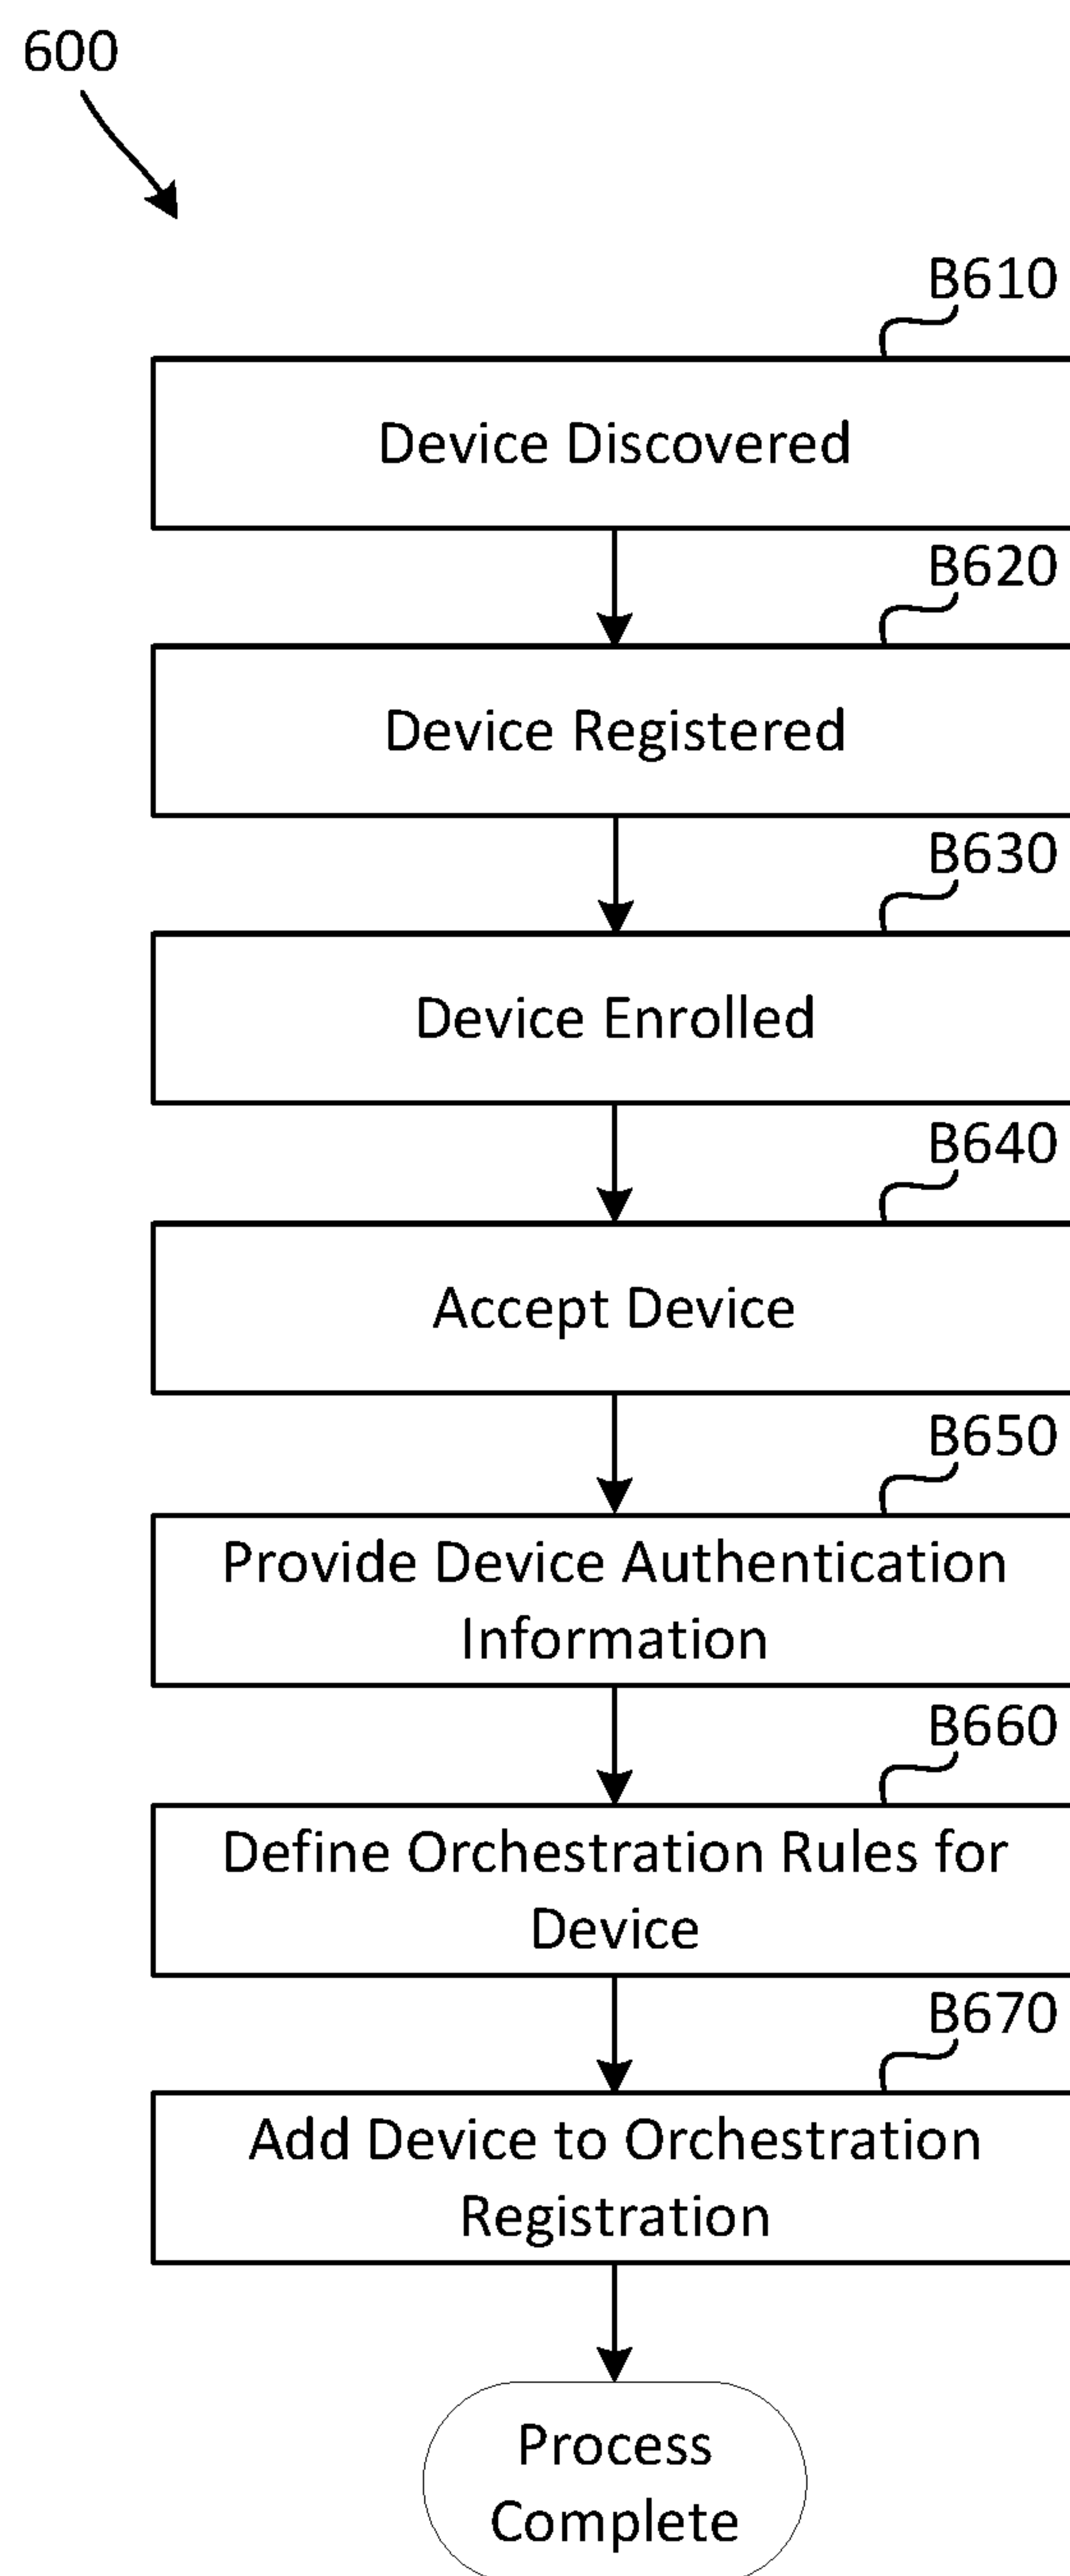 600
B610
Device Discovered
B620
Device Registered
B630
Device Enrolled
B640
Accept Device
B650
Provide Device Authentication
Information
B660
Define Orchestration Rules for
Device
B670
Add Device to Orchestration
Registration
Process
Complete